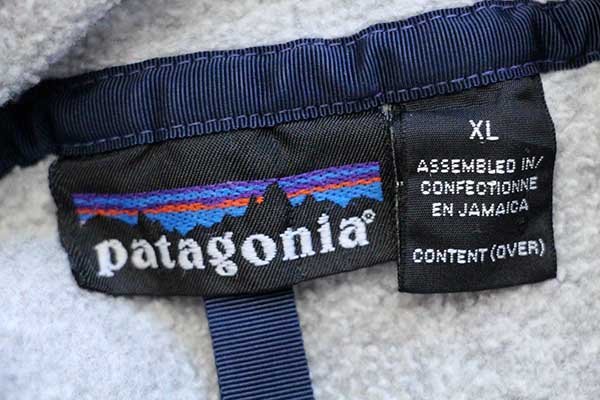 patagonia®
XL
ASSEMBLED IN/
CONFECTIONNE
EN JAMAICA
CONTENT (OVER)